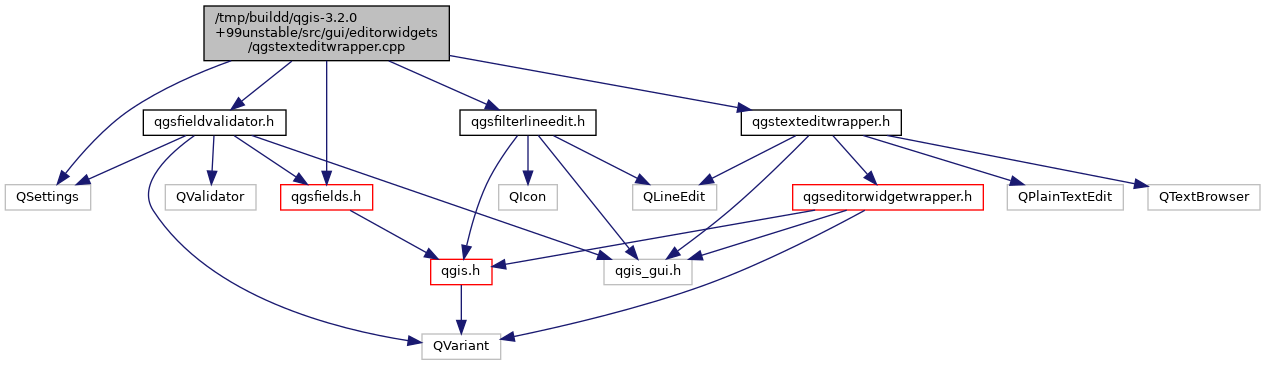 /tmp/buildd/qgis-3.2.0
+99unstable/src/gui/editorwidgets
/qgstexteditwrapper.cpp
qgsfieldvalidator.h
qgsfilterlineedit.h
qgstexteditwrapper.h
QSettings
QValidator
qgsfields.h
QIcon
QLineEdit
qgseditorwidgetwrapper.h
QPlainTextEdit
QTextBrowser
qgis.h
qgis_gui.h
QVariant